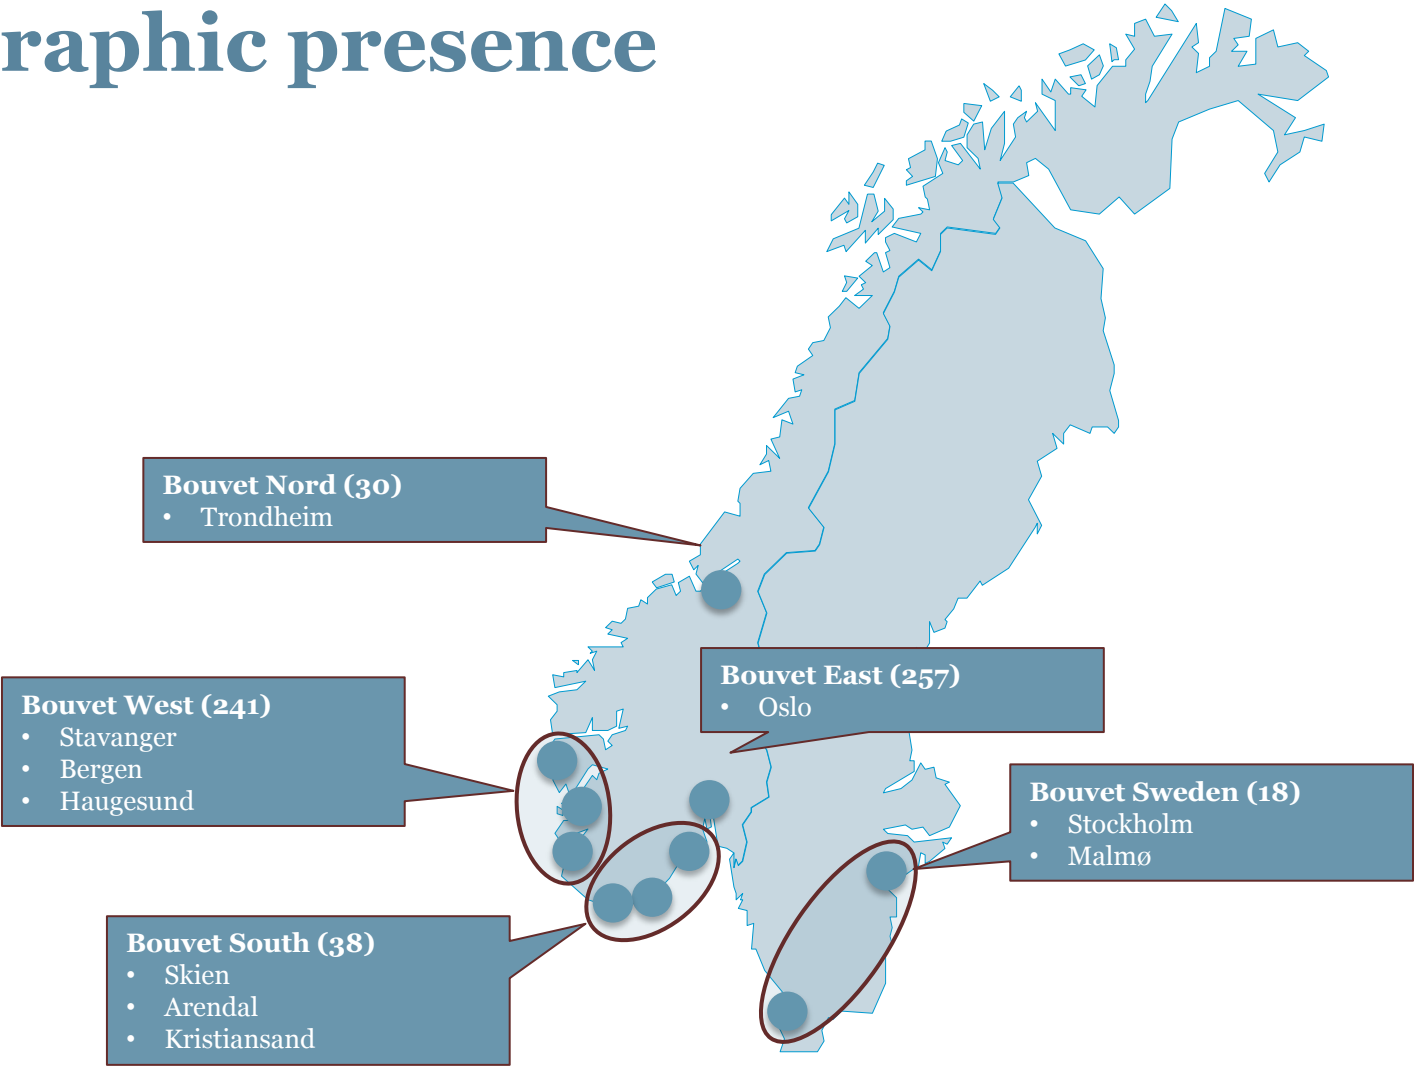 raphic presence
Bouvet Nord (30)
• Trondheim
Bouvet East (257)
• Oslo
Bouvet West (241)
• Stavanger
• Bergen
• Haugesund
Bouvet Sweden (18)
• Stockholm
• Malmø
Bouvet South (38)
• Skien
• Arendal
• Kristiansand